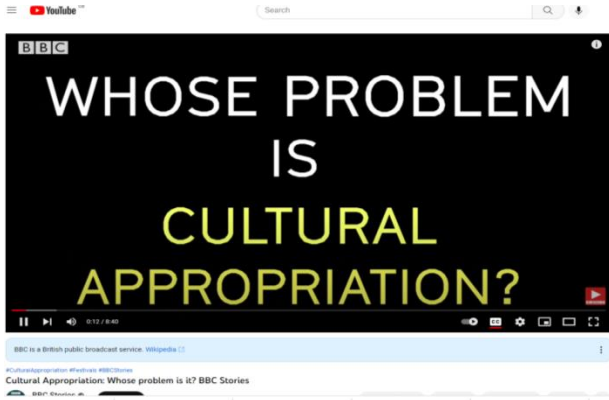 YouTube
Search
BBC
WHOSE PROBLEM
IS
CULTURAL
APPROPRIATION?
0:12 / 8:40
BBC is a British public broadcast service. Wikipedia
#CulturalAppropriation #Festivals #BBCStories
Cultural Appropriation: Whose problem is it? BBC Stories
BBC Stories